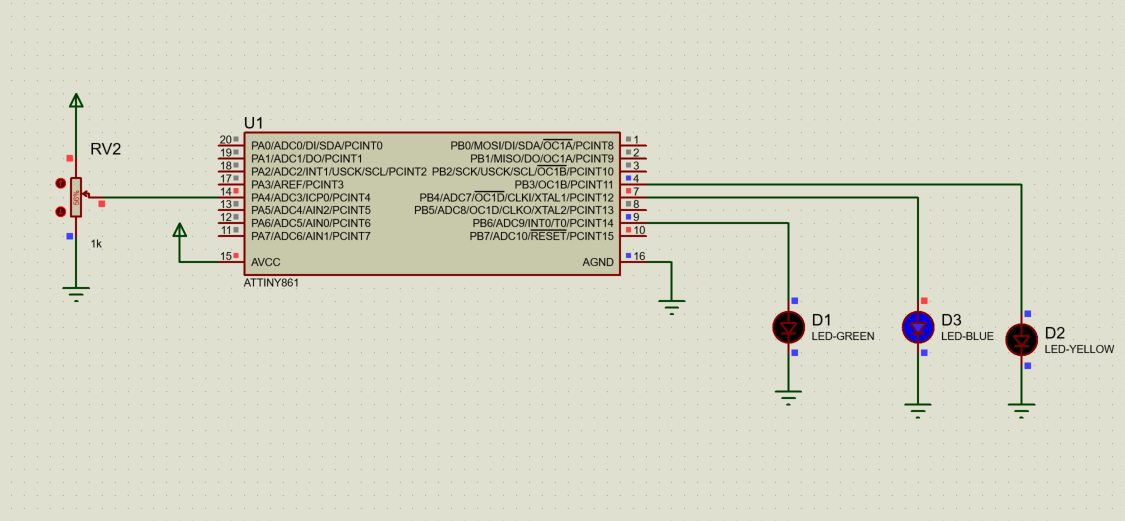 U1
RV2
56%
1k
20 PA0/ADC0/DI/SDA/PCINT0 PB0/MOSI/DI/SDA/OC1A/PCINT8 1
19 PA1/ADC1/DO/PCINT1 PB1/MISO/DO/OC1A/PCINT9 2
18 PA2/ADC2/INT1/USCK/SCL/PCINT2 PB2/SCK/USCK/SCL/OC1B/PCINT10 3
17 PA3/AREF/PCINT3 PB3/OC1B/PCINT11 4
14 PA4/ADC3/ICP0/PCINT4 PB4/ADC7/OC1D/CLKI/XTAL1/PCINT12 7
13 PA5/ADC4/AIN2/PCINT5 PB5/ADC8/OC1D/CLKO/XTAL2/PCINT13 8
12 PA6/ADC5/AIN0/PCINT6 PB6/ADC9/INT0/T0/PCINT14 9
11 PA7/ADC6/AIN1/PCINT7 PB7/ADC10/RESET/PCINT15 10
15 AVCC AGND 16
ATTINY861
D1
LED-GREEN
D3
LED-BLUE
D2
LED-YELLOW